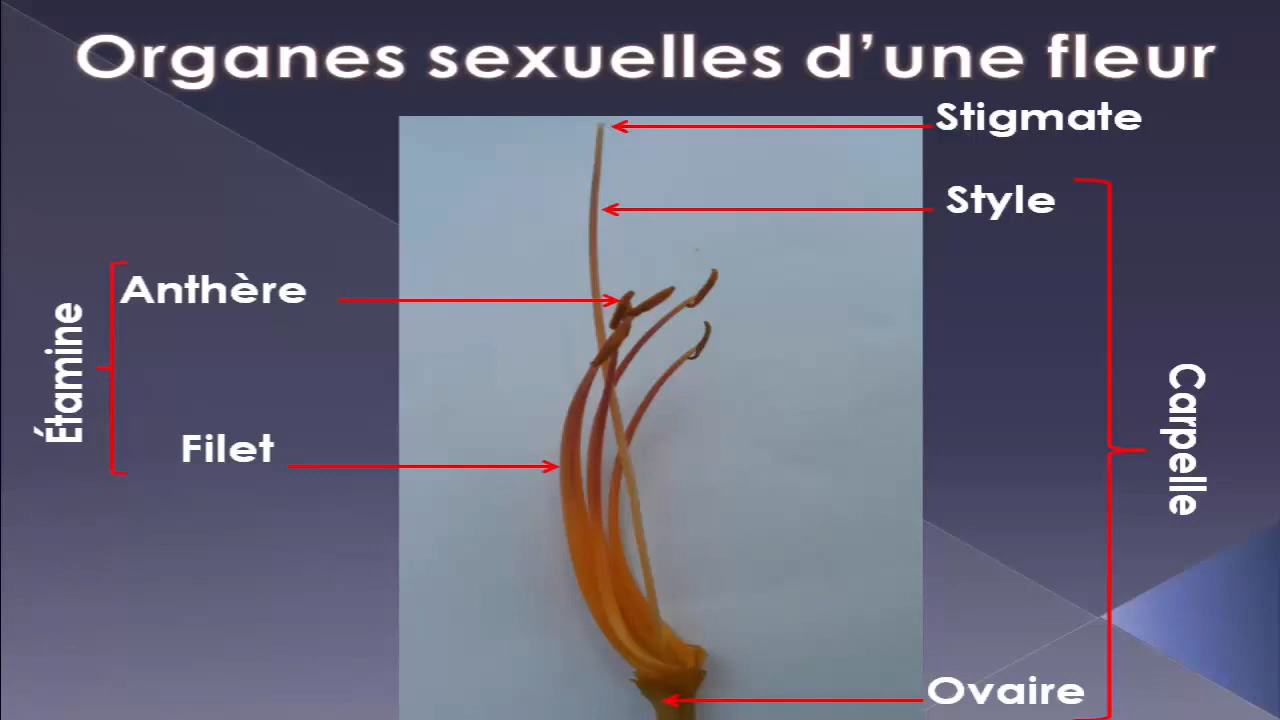 Organes sexuelles d’une fleur
Stigmate
Style
Anthère
Étamine
Filet
Carpelle
Ovaire